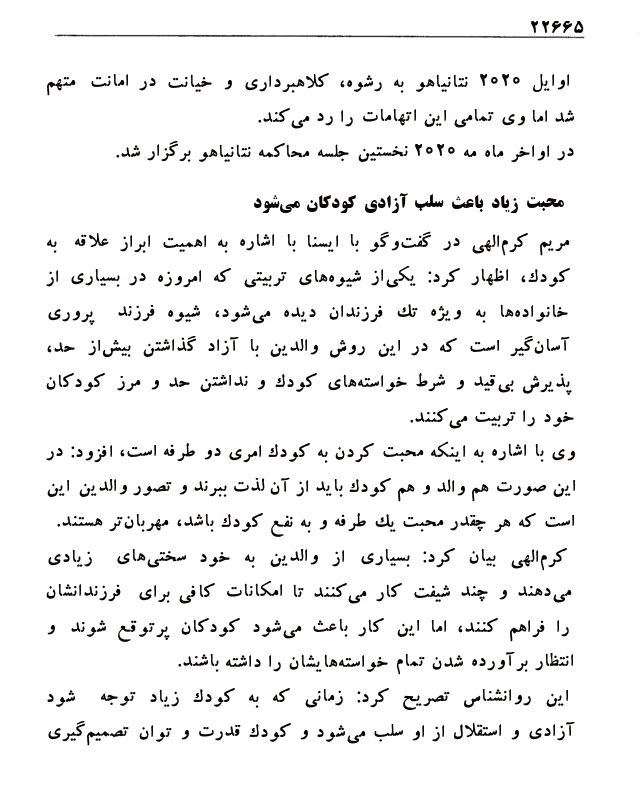 ۲۲۶۶۵
اوایل ۲۰۲۰ نتانیاهو به رشوه، کلاهبرداری و خیانت در امانت متهم
شد اما وی تمامی این اتهامات را رد می‌کند.
در اواخر ماه مه ۲۰۲۰ نخستین جلسه محاکمه نتانیاهو برگزار شد.
محبت زیاد باعث سلب آزادی کودکان می‌شود
مریم کرم‌الهی در گفت‌وگو با ایسنا با اشاره به اهمیت ابراز علاقه به
کودك، اظهار کرد: یکی‌از شیوه‌های تربیتی که امروزه در بسیاری از
خانواده‌ها به ویژه تك فرزندان دیده می‌شود، شیوه فرزند پروری
آسان‌گیر است که در این روش والدین با آزاد گذاشتن بیش‌از حد،
پذیرش بی‌قید و شرط خواسته‌های کودك و نداشتن حد و مرز کودکان
خود را تربیت می‌کنند.
وی با اشاره به اینکه محبت کردن به کودك امری دو طرفه است، افزود: در
این صورت هم والد و هم کودك باید از آن لذت ببرند و تصور والدین این
است که هر چقدر محبت يك طرفه و به نفع کودك باشد، مهربان‌تر هستند.
کرم‌الهی بیان کرد: بسیاری از والدین به خود سختی‌های زیادی
می‌دهند و چند شیفت کار می‌کنند تا امکانات کافی برای فرزندانشان
را فراهم کنند، اما این کار باعث می‌شود کودکان پرتوقع شوند و
انتظار برآورده شدن تمام خواسته‌هایشان را داشته باشند.
این روانشناس تصریح کرد: زمانی که به کودك زیاد توجه شود
آزادی و استقلال از او سلب می‌شود و کودك قدرت و توان تصمیم‌گیری